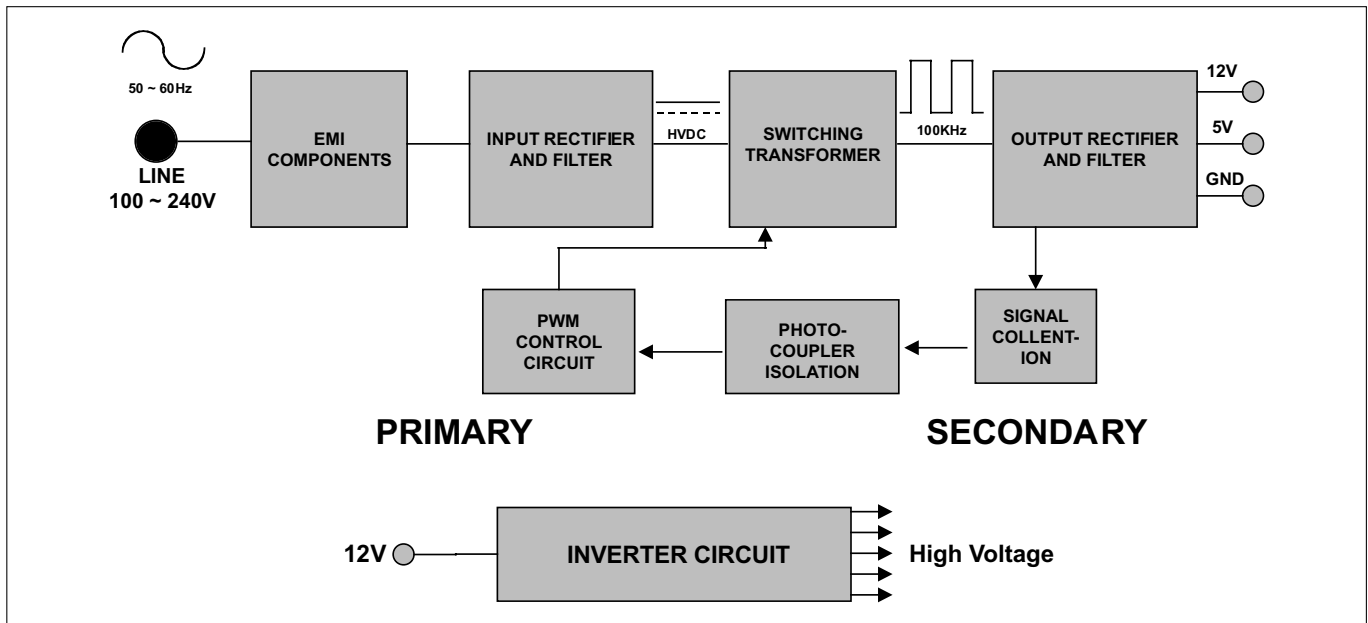 50 ~ 60Hz
LINE
100 ~ 240V
EMI
COMPONENTS
INPUT RECTIFIER
AND FILTER
HVDC
SWITCHING
TRANSFORMER
100KHz
OUTPUT RECTIFIER
AND FILTER
12V
5V
GND
PWM
CONTROL
CIRCUIT
PHOTO-
COUPLER
ISOLATION
SIGNAL
COLLENT-
ION
PRIMARY
SECONDARY
12V
INVERTER CIRCUIT
High Voltage